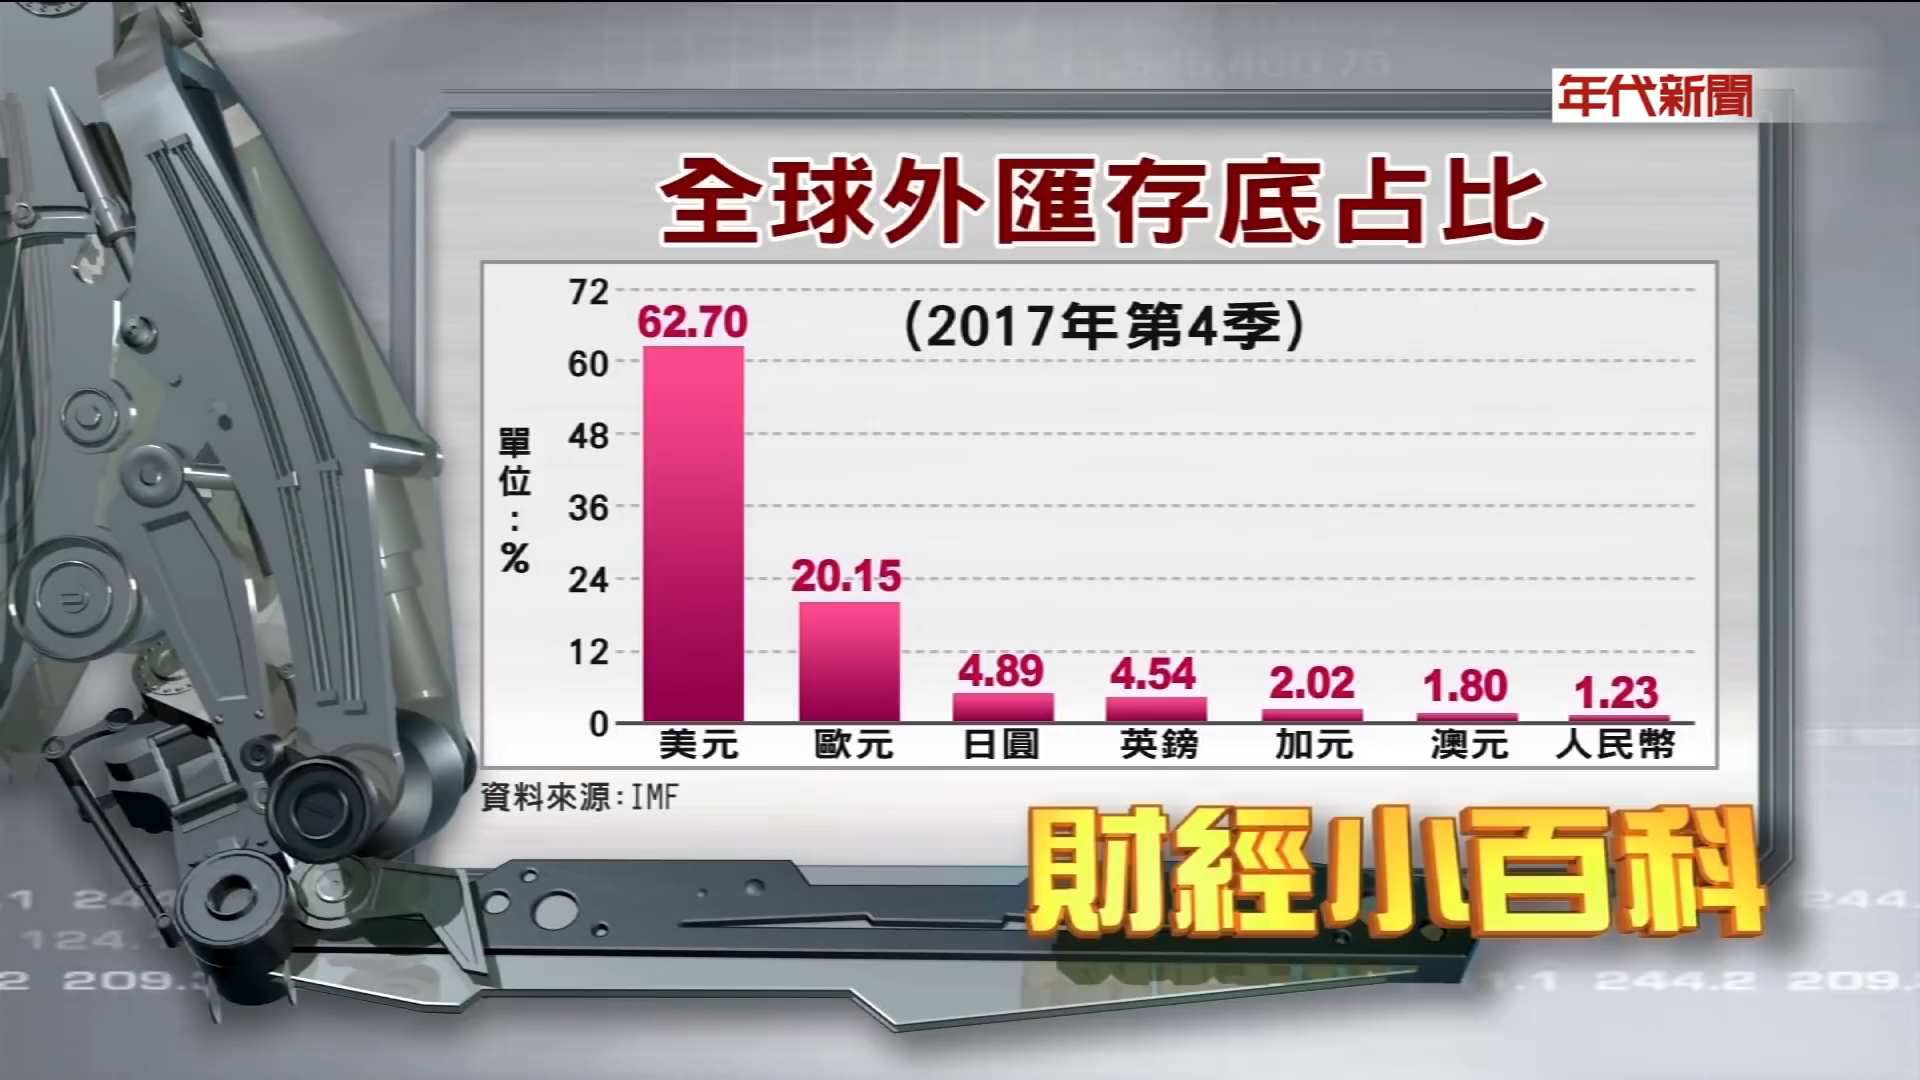 年代新聞
全球外匯存底占比
(2017年第4季)
單位:%
72
60
48
36
24
12
0
62.70
20.15
4.89
4.54
2.02
1.80
1.23
美元 歐元 日圓 英鎊 加元 澳元 人民幣
資料來源:IMF
財經小百科
244.2 209.